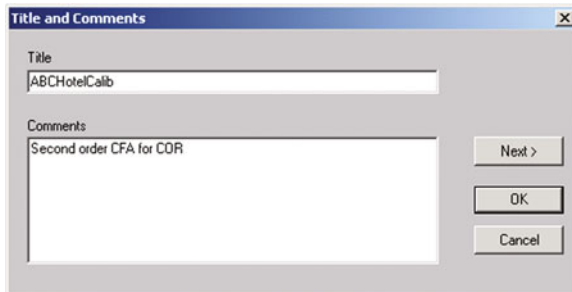 Title and Comments
Title
ABCHotelCalib
Comments
Second order CFA for COR
Next >
OK
Cancel